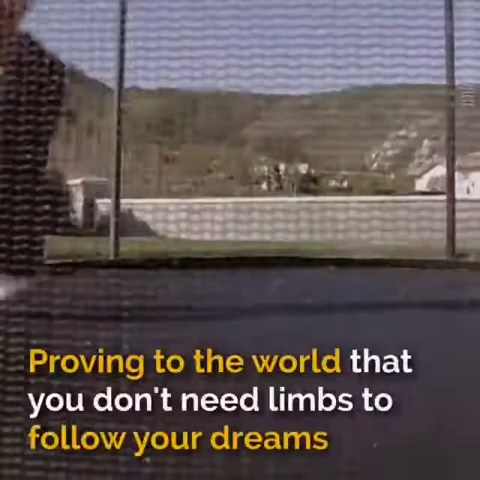 Proving to the world that
you don't need limbs to
follow your dreams